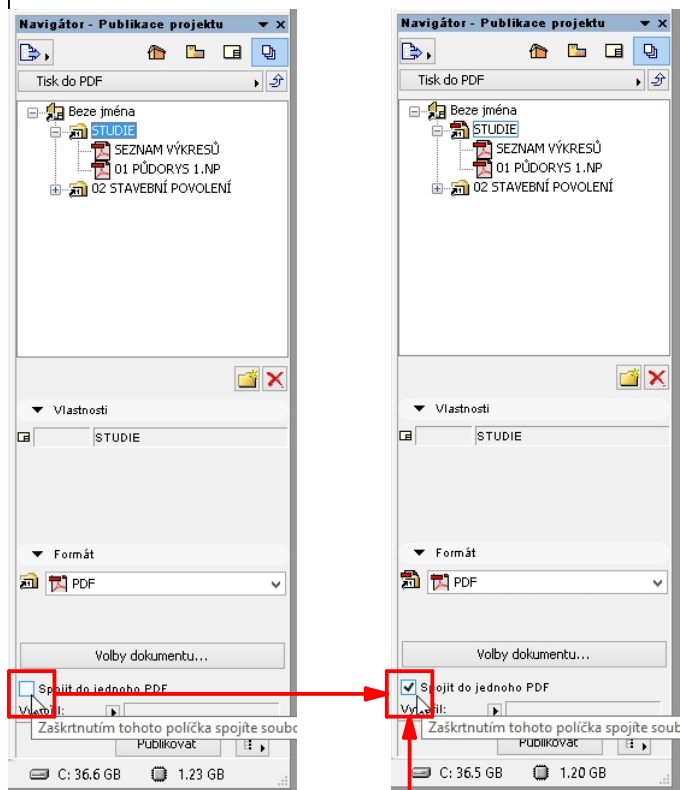 Navigátor - Publikace projektu
Tisk do PDF
Beze jména
STUDIE
SEZNAM VÝKRESŮ
01 PŮDORYS 1.NP
02 STAVEBNÍ POVOLENÍ
Vlastnosti
STUDIE
Formát
PDF
Volby dokumentu...
Spojit do jednoho PDF
Zaškrtnutím tohoto políčka spojíte soubo
Publikovat
C: 36.6 GB
1.23 GB
Navigátor - Publikace projektu
Tisk do PDF
Beze jména
STUDIE
SEZNAM VÝKRESŮ
01 PŮDORYS 1.NP
02 STAVEBNÍ POVOLENÍ
Vlastnosti
STUDIE
Formát
PDF
Volby dokumentu...
Spojit do jednoho PDF
Zaškrtnutím tohoto políčka spojíte soub
Publikovat
C: 36.5 GB
1.20 GB